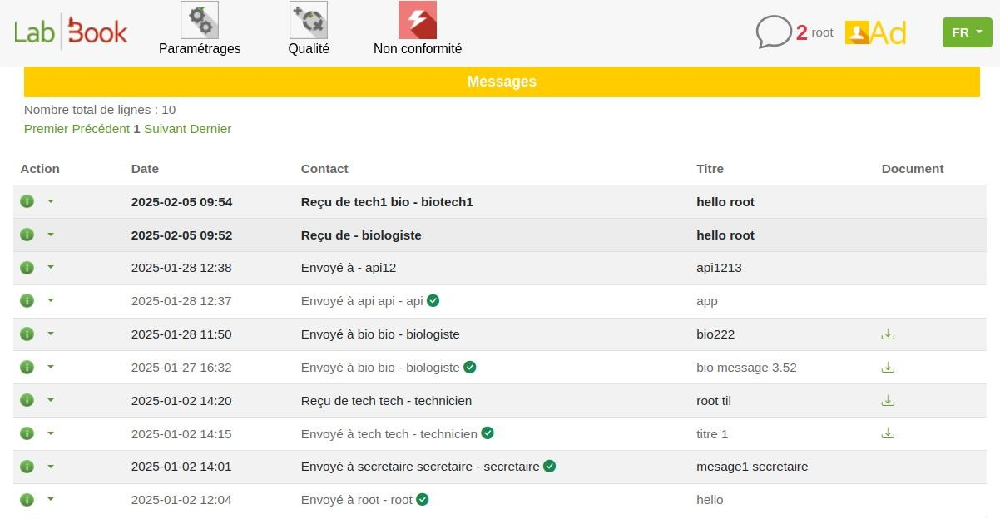 Lab Book
Paramétrages Qualité Non conformité
2 root Ad FR
Messages
Nombre total de lignes : 10
Premier Précédent 1 Suivant Dernier
Action Date Contact Titre Document
2025-02-05 09:54 Reçu de tech1 bio - biotech1 hello root
2025-02-05 09:52 Reçu de - biologiste hello root
2025-01-28 12:38 Envoyé à - api12 api1213
2025-01-28 12:37 Envoyé à api api - api app
2025-01-28 11:50 Envoyé à bio bio - biologiste bio222
2025-01-27 16:32 Envoyé à bio bio - biologiste bio message 3.52
2025-01-02 14:20 Reçu de tech tech - technicien root til
2025-01-02 14:15 Envoyé à tech tech - technicien titre 1
2025-01-02 14:01 Envoyé à secretaire secretaire - secretaire mesage1 secretaire
2025-01-02 12:04 Envoyé à root - root hello